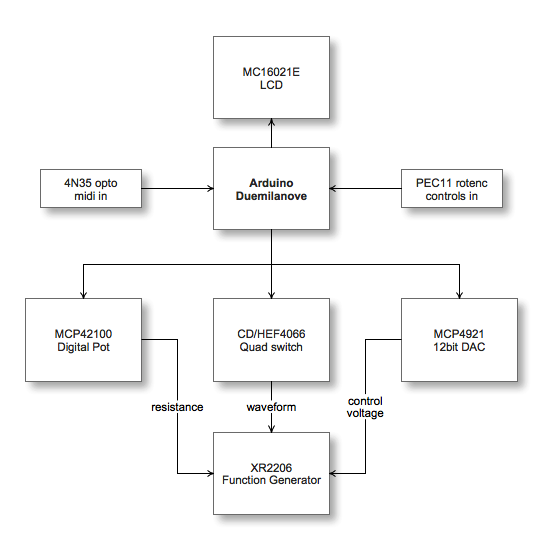 MC16021E
LCD
4N35 opto
midi in
Arduino
Duemilanove
PEC11 rotenc
controls in
MCP42100
Digital Pot
CD/HEF4066
Quad switch
MCP4921
12bit DAC
resistance
waveform
control
voltage
XR2206
Function Generator